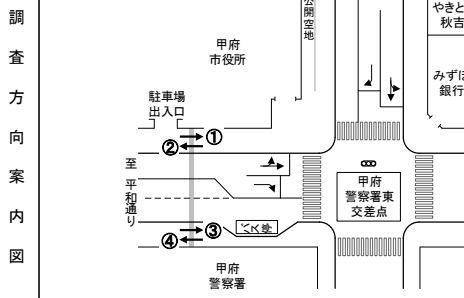 調査方向案内図
公開空地
やきと
秋吉
みずほ
銀行
甲府
市役所
駐車場
出入口
①
②
至 平和通り
甲府
警察署東
交差点
③
バス停
④
甲府
警察署